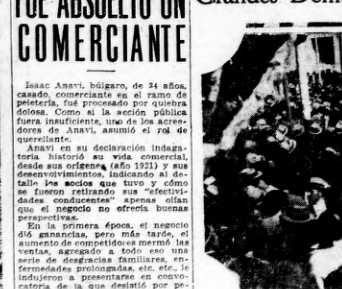 FUE ABSUELTO UN
COMERCIANTE
Isaac Anavi, búlgaro, de 34 años,
casado, comerciante en el ramo de
peletería, fué procesado por quiebra
dolosa. Como si la acción pública
fuera insuficiente, uno de los acree-
dores de Anavi, asumió el rol de
querellante.
Anavi en su declaración indaga-
toria historió su vida comercial,
desde sus orígenes (año 1921) y sus
desenvolvimientos, indicando al de-
talle los socios que tuvo y cómo
se fueron retirando sus "efectivi-
dades conducentes" apenas olían
que el negocio no ofrecía buenas
perspectivas.
En la primera época, el negocio
dió ganancias, pero más tarde, el
aumento de competidores mermó las
ventas, agregado a todo eso una
serie de desgracias familiares, en-
fermedades prolongadas, etc. etc., le
indujeron a presentarse en convo-
catoria de la que desistió por pe-
Grandes